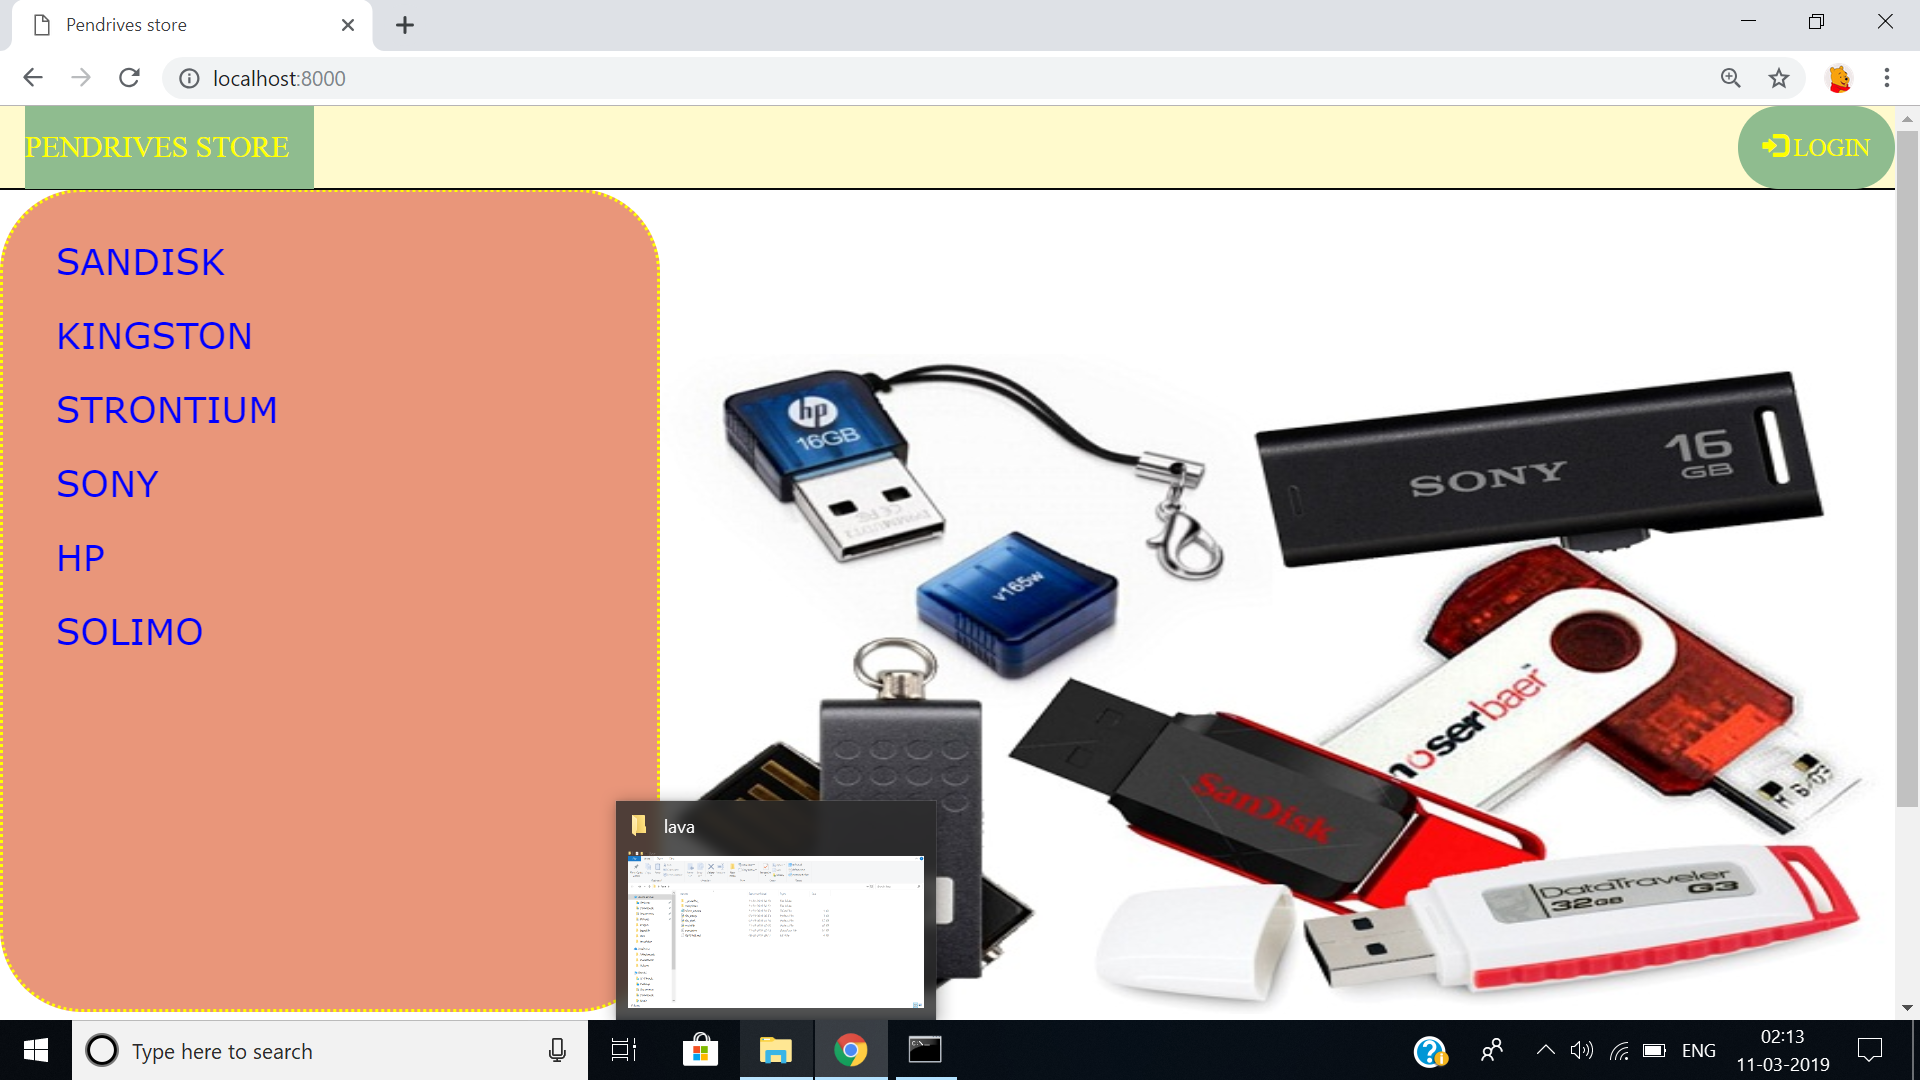 Pendrives store
localhost:8000
PENDRIVES STORE
LOGIN
SANDISK
KINGSTON
STRONTIUM
SONY
HP
SOLIMO
hp
16GB
v165w
SONY
16
GB
moserbaer
SanDisk
DataTraveler
G3
32GB
lava
Type here to search
ENG
02:13
11-03-2019